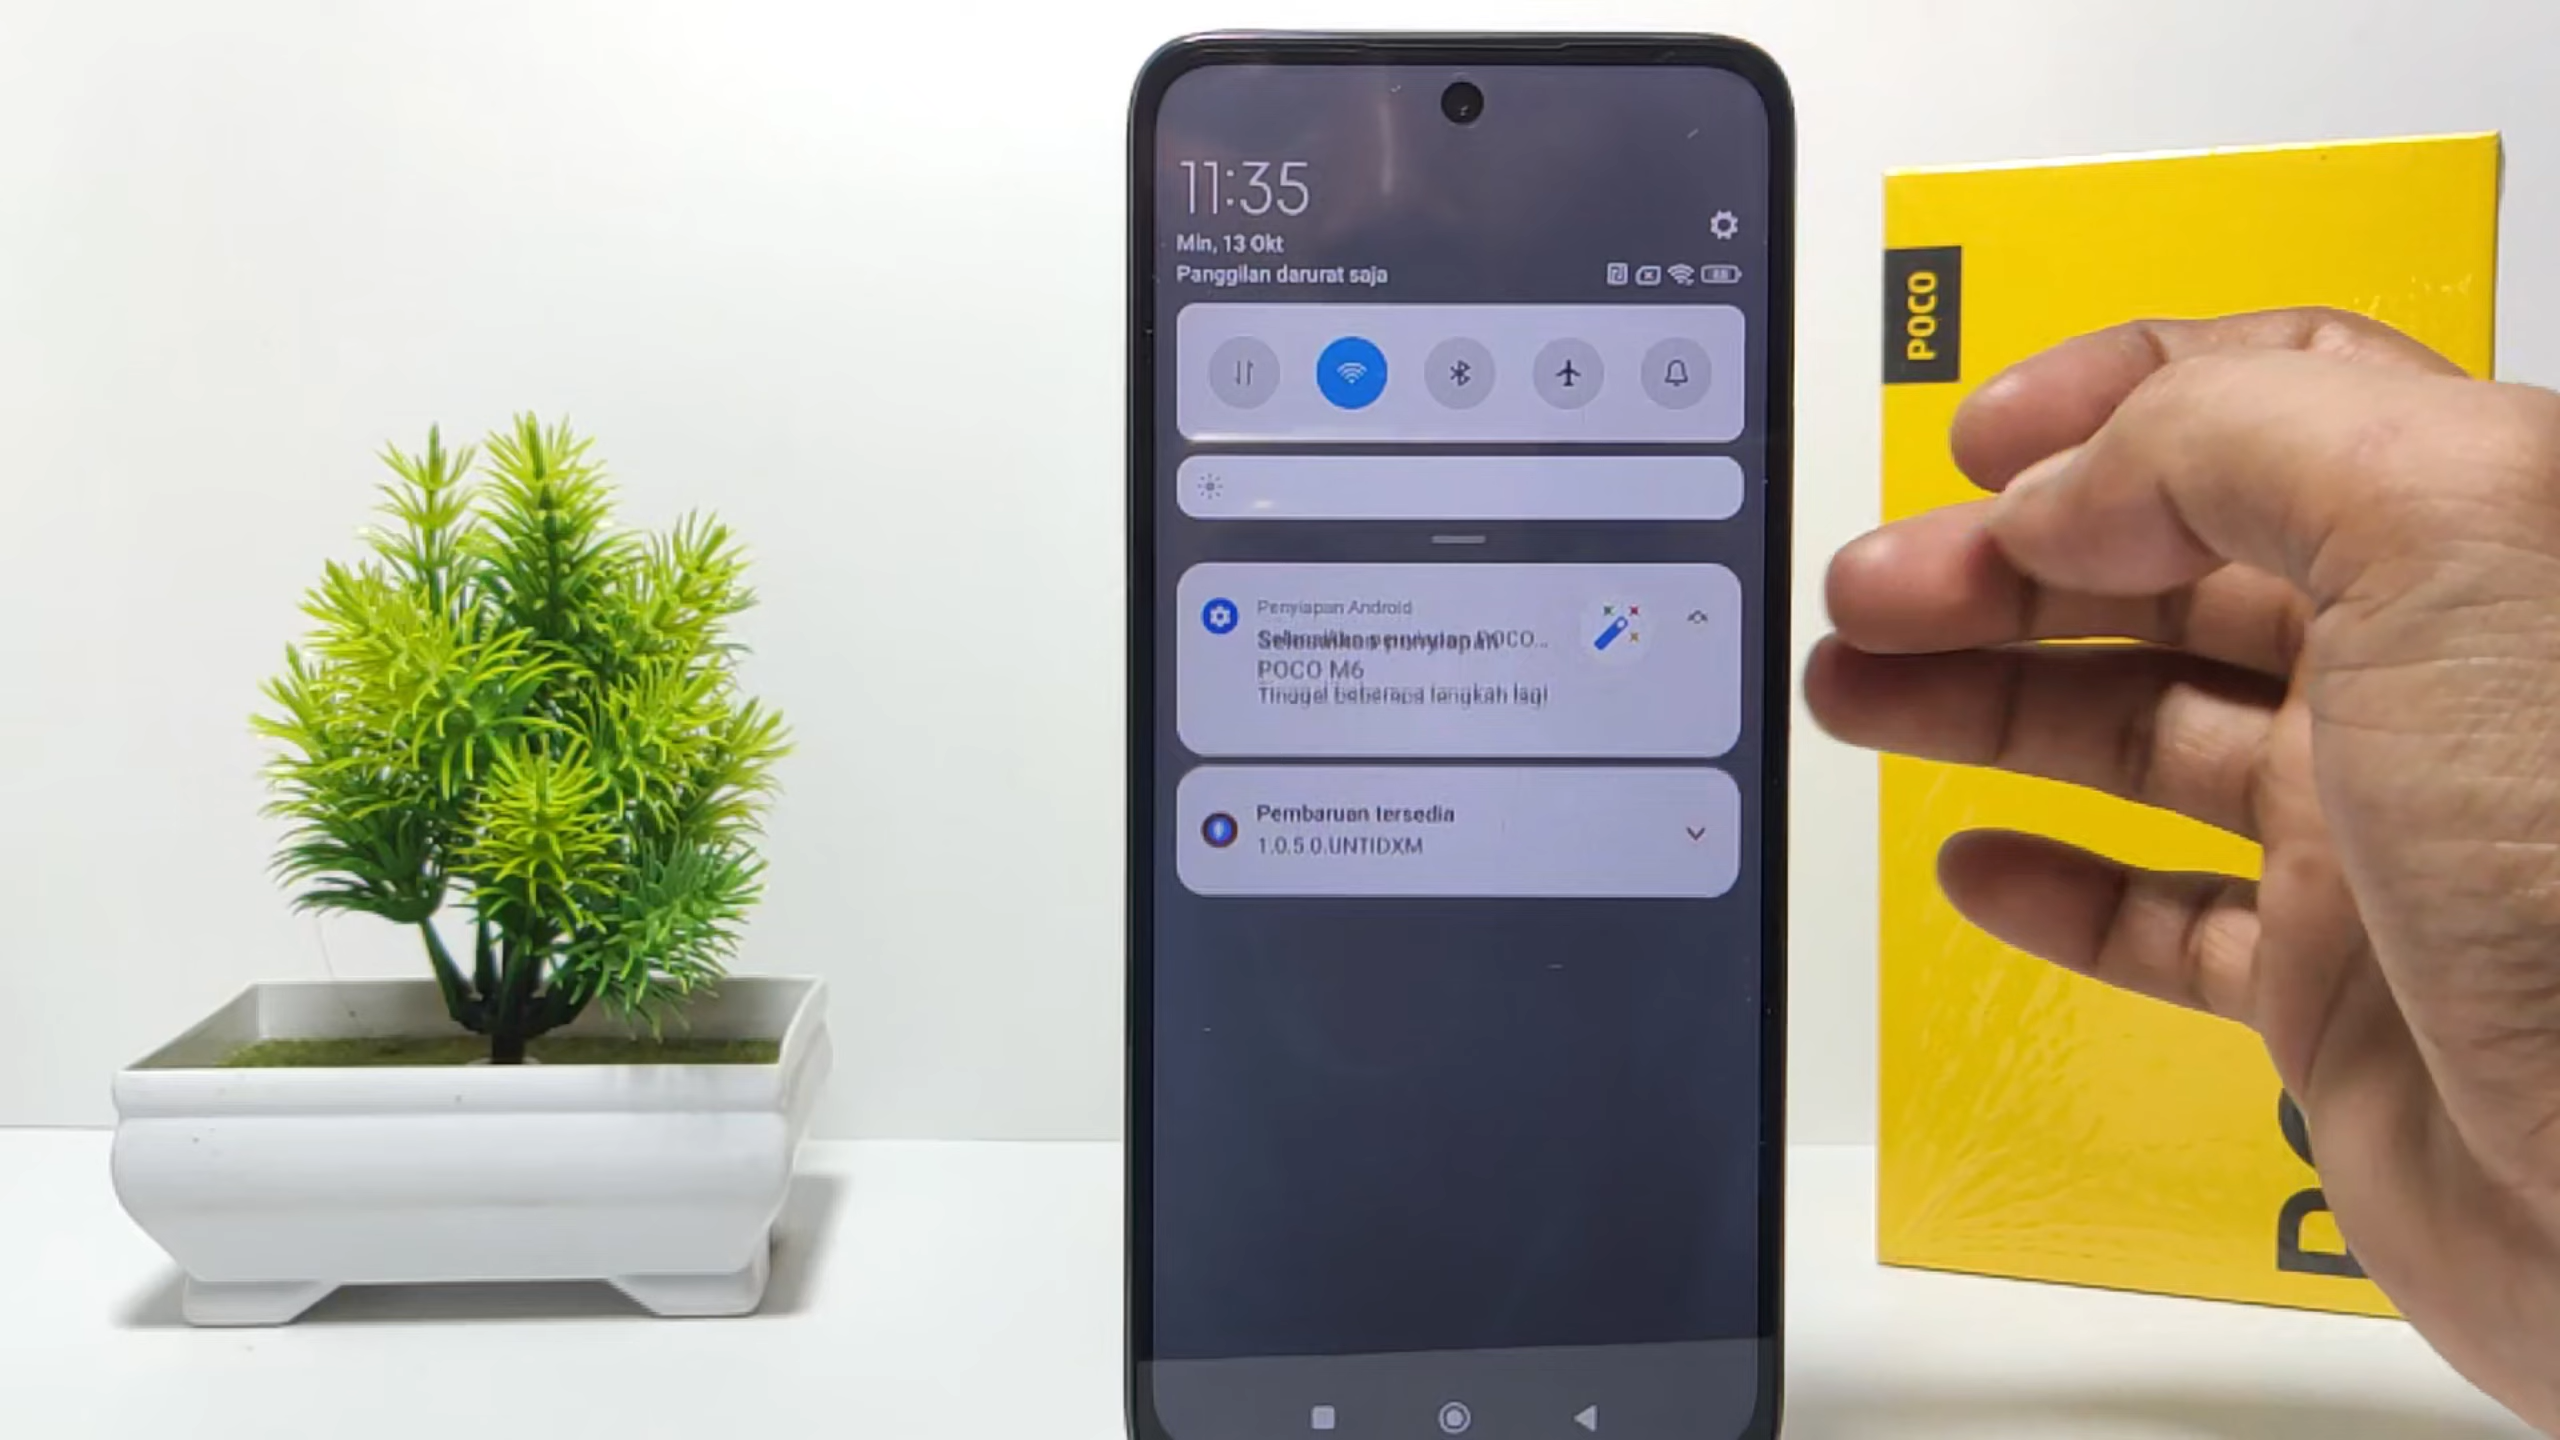 11:35
Min, 13 Okt
Panggilan darurat saja
POCO
Penyiapan Android
POCO M6
Tinggal beberapa langkah lagi
Pembaruan tersedia
1.0.5.0.UNTIDXM